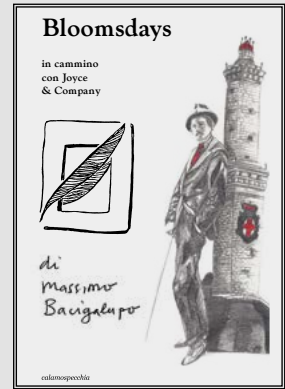 Bloomsdays
in cammino
con Joyce
& Company
di
Massimo
Bacigalupo
calamospecchia